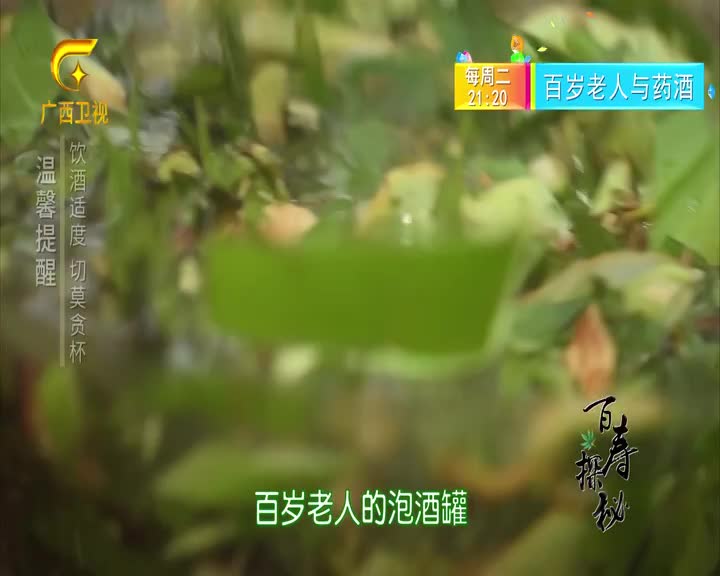 广西卫视
每周二
21:20
百岁老人与药酒
温馨提醒
饮酒适度 切莫贪杯
百寿探秘
百岁老人的泡酒罐